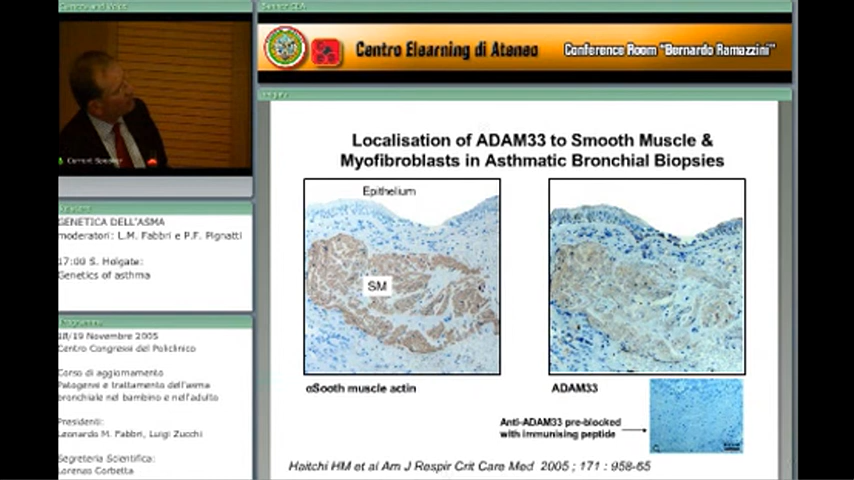 Centro Elearning di Ateneo
Conference Room "Bernardo Ramazzini"
Localisation of ADAM33 to Smooth Muscle &
Myofibroblasts in Asthmatic Bronchial Biopsies
Epithelium
SM
αSooth muscle actin
ADAM33
Anti-ADAM33 pre-blocked
with immunising peptide
Haitchi HM et al Am J Respir Crit Care Med 2005 ; 171 : 958-65
Current Speaker
GENETICA DELL'ASMA
moderatori: L.M. Fabbri e P.F. Pignatti
17:00 S. Holgate:
Genetics of asthma
Programma
18/19 Novembre 2005
Centro Congressi del Policlinico
Corso di aggiornamento
Patogenesi e trattamento dell'asma
bronchiale nel bambino e nell'adulto
Presidenti:
Leonardo M. Fabbri, Luigi Zucchi
Segreteria Scientifica:
Lorenzo Corbetta